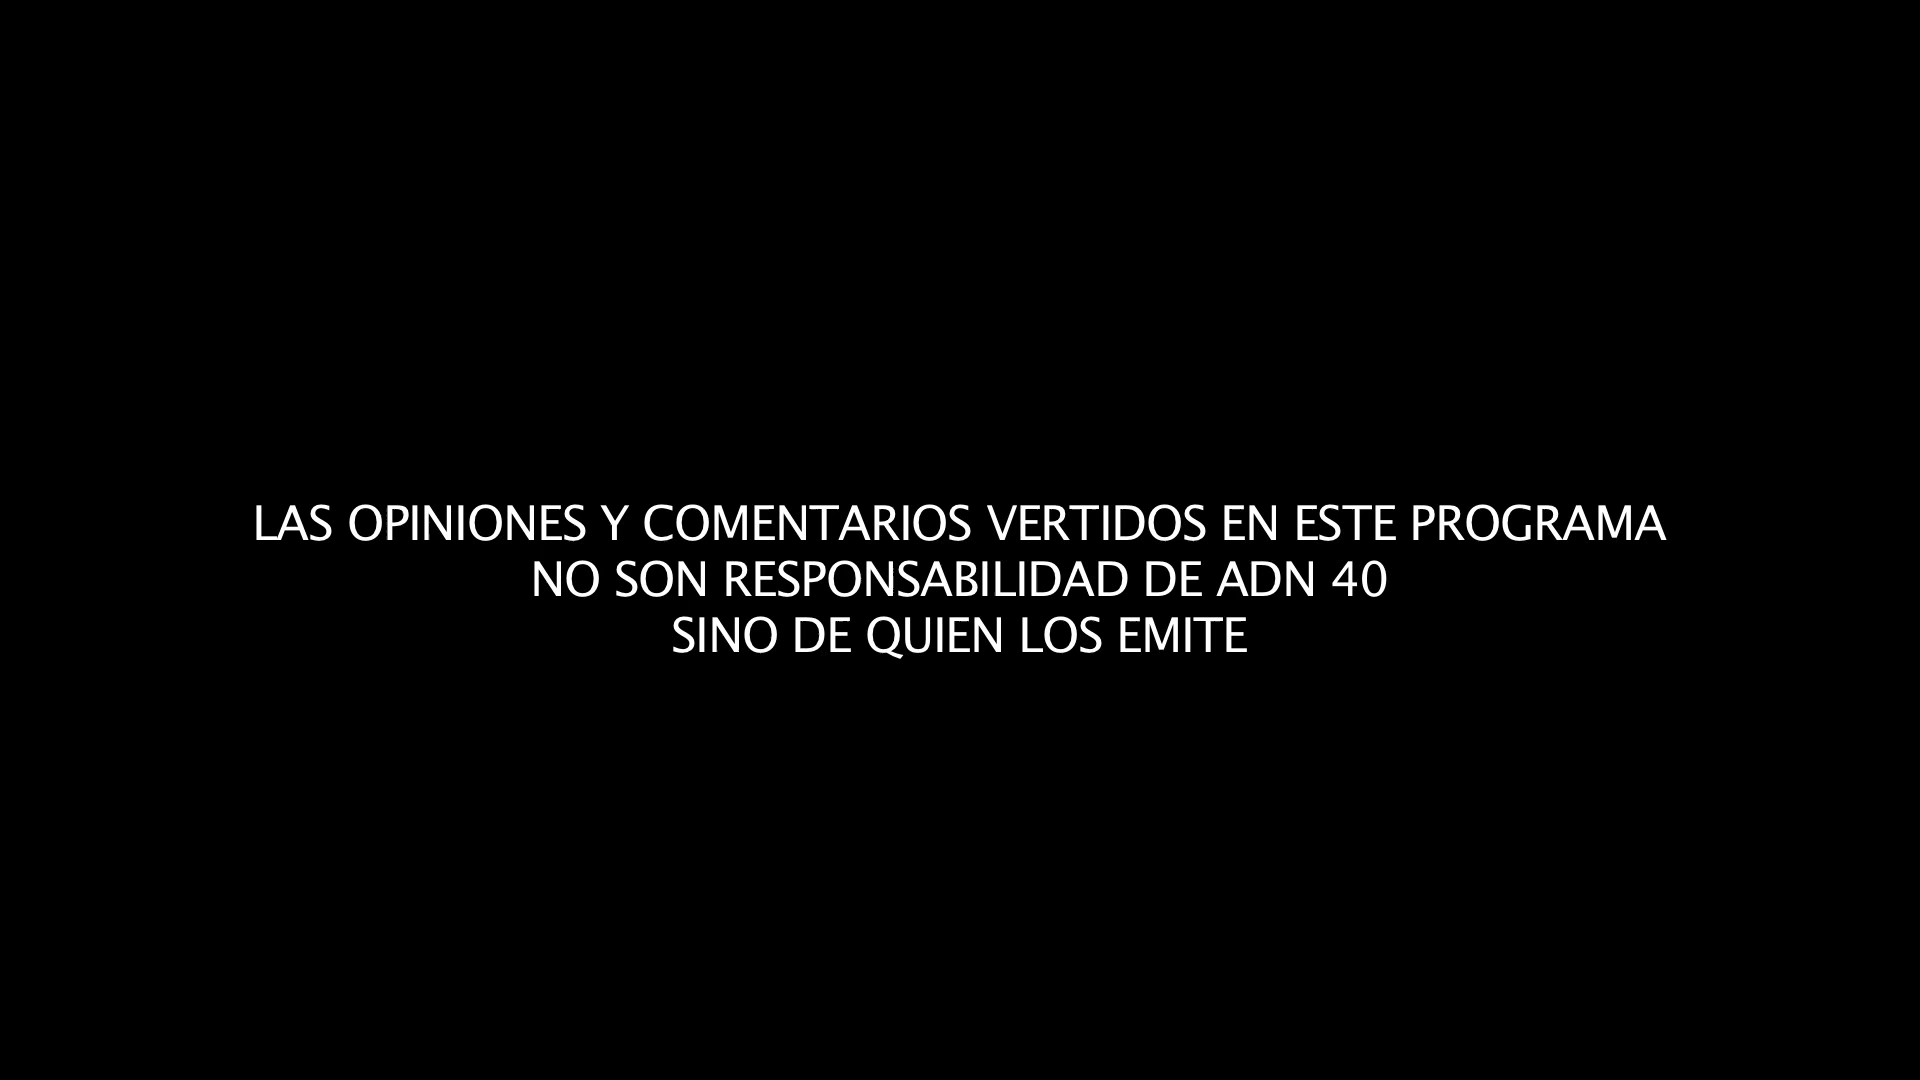 LAS OPINIONES Y COMENTARIOS VERTIDOS EN ESTE PROGRAMA
NO SON RESPONSABILIDAD DE ADN 40
SINO DE QUIEN LOS EMITE